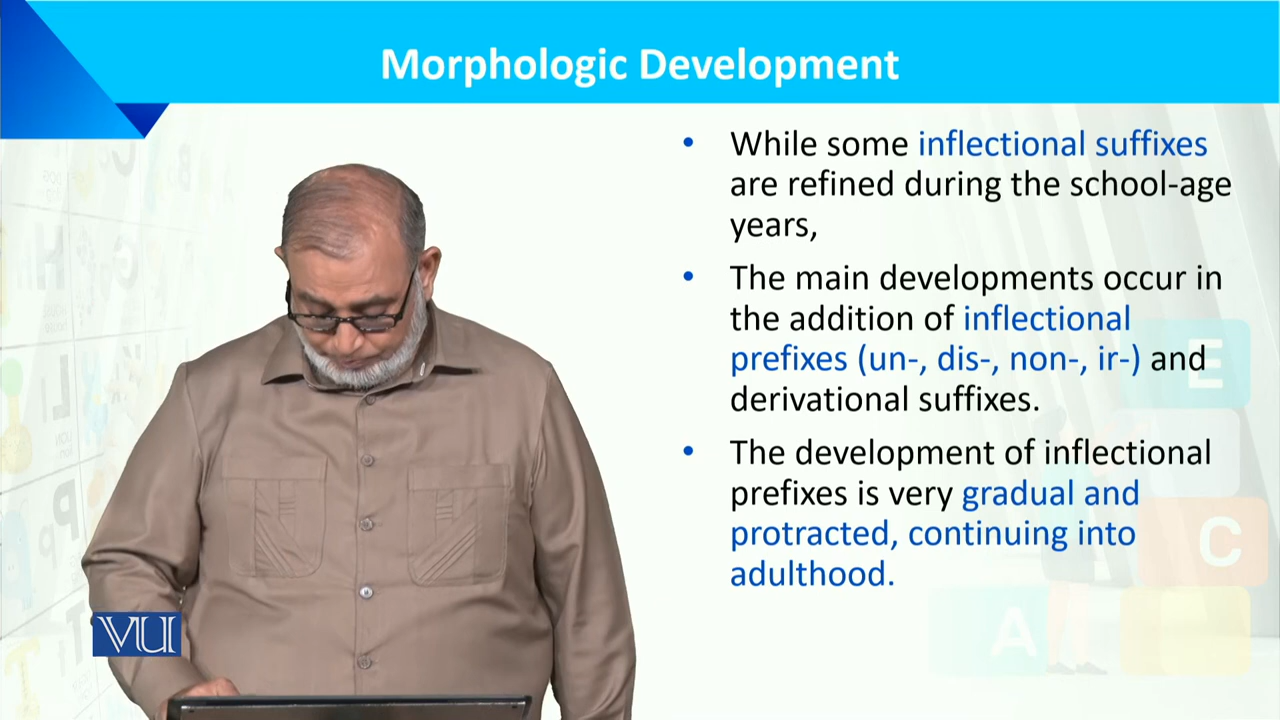 Morphologic Development
• While some inflectional suffixes
are refined during the school-age
years,
• The main developments occur in
the addition of inflectional
prefixes (un-, dis-, non-, ir-) and
derivational suffixes.
• The development of inflectional
prefixes is very gradual and
protracted, continuing into
adulthood.
VU
E
C
A